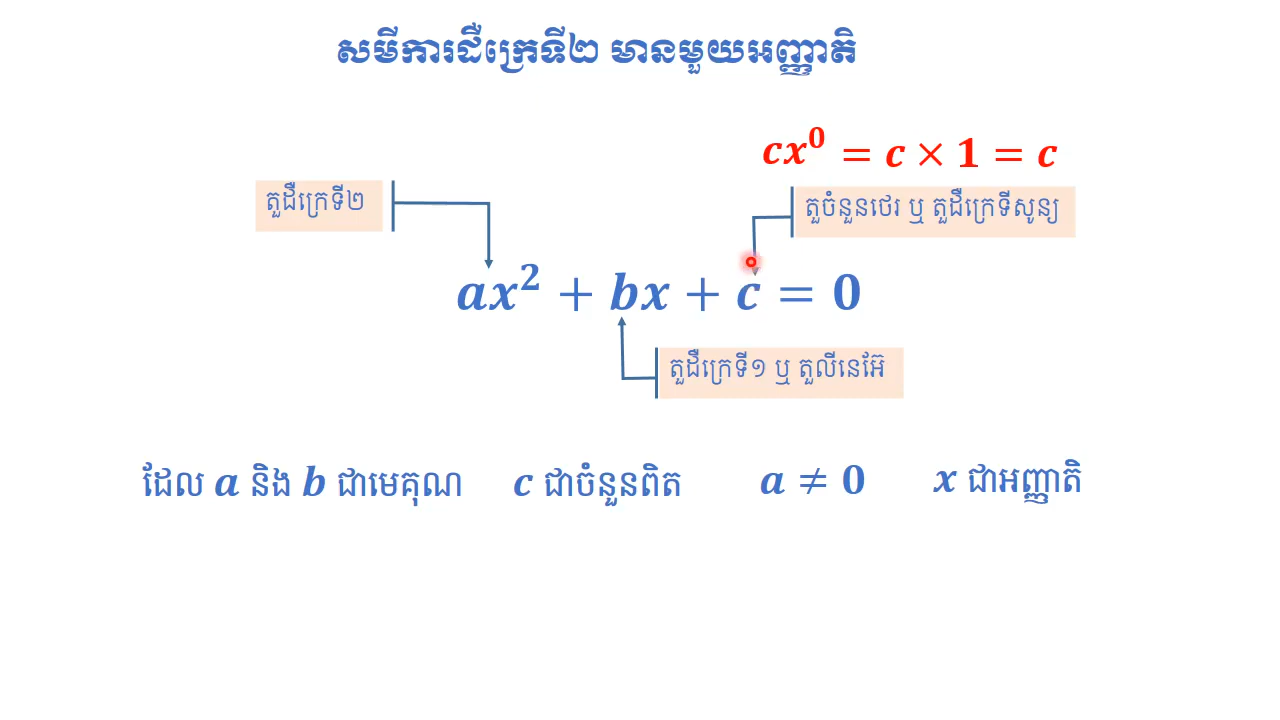 សមីការដឺក្រេទី២ មានមួយអញ្ញាតិ
cx⁰ = c × 1 = c
តួដឺក្រេទី២
តួចំនួនថេរ ឬ តួដឺក្រេទីសូន្យ
ax² + bx + c = 0
តួដឺក្រេទី១ ឬ តួលីនេអ៊ែ
ដែល a និង b ជាមេគុណ c ជាចំនួនពិត a ≠ 0 x ជាអញ្ញាតិ